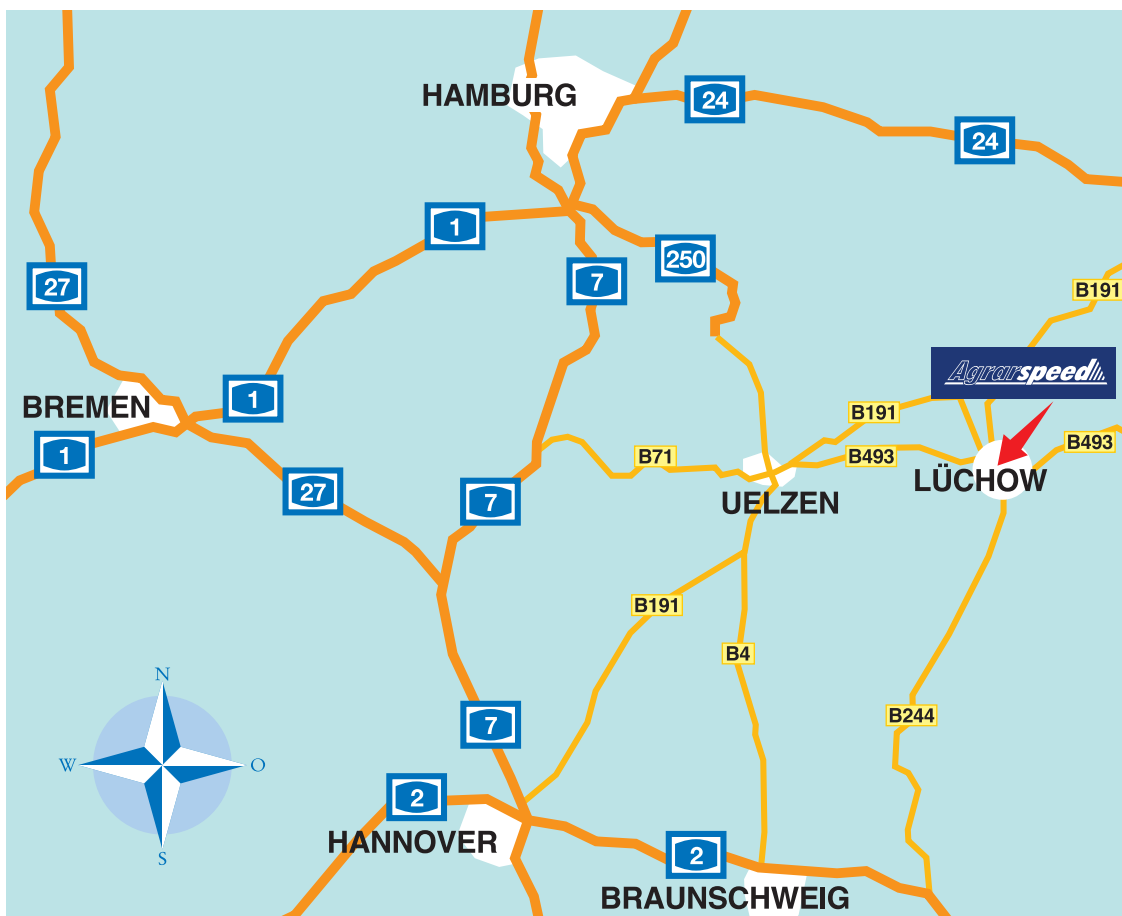 HAMBURG
24
24
1
250
B191
27
7
Agrarspeed
1
BREMEN
B191
B493
1
B71
B493
LÜCHOW
27
7
UELZEN
B191
B4
N
B244
7
W
O
2
HANNOVER
S
2
BRAUNSCHWEIG